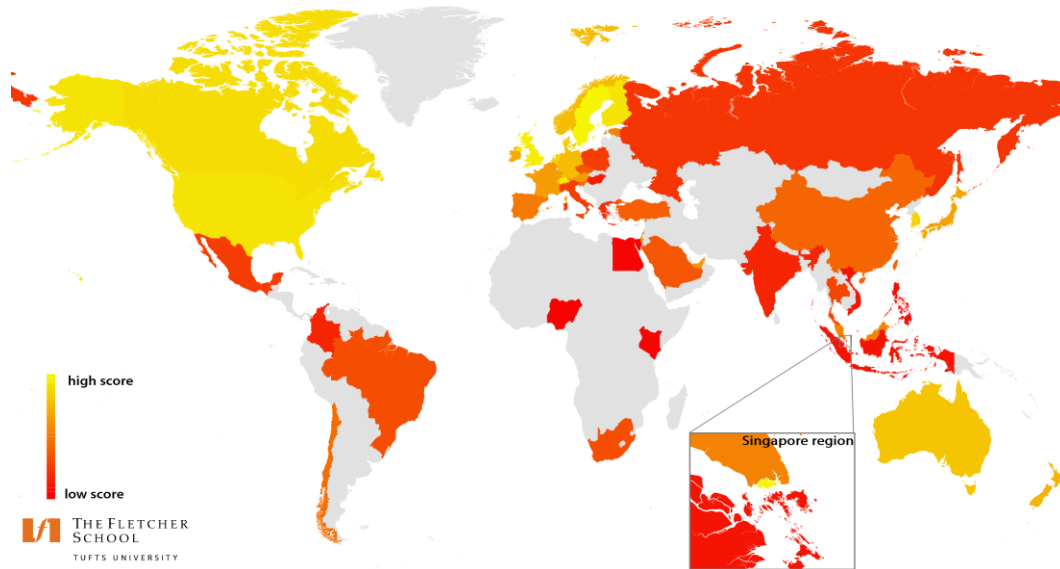 high score
low score
THE FLETCHER
SCHOOL
TUFTS UNIVERSITY
Singapore region